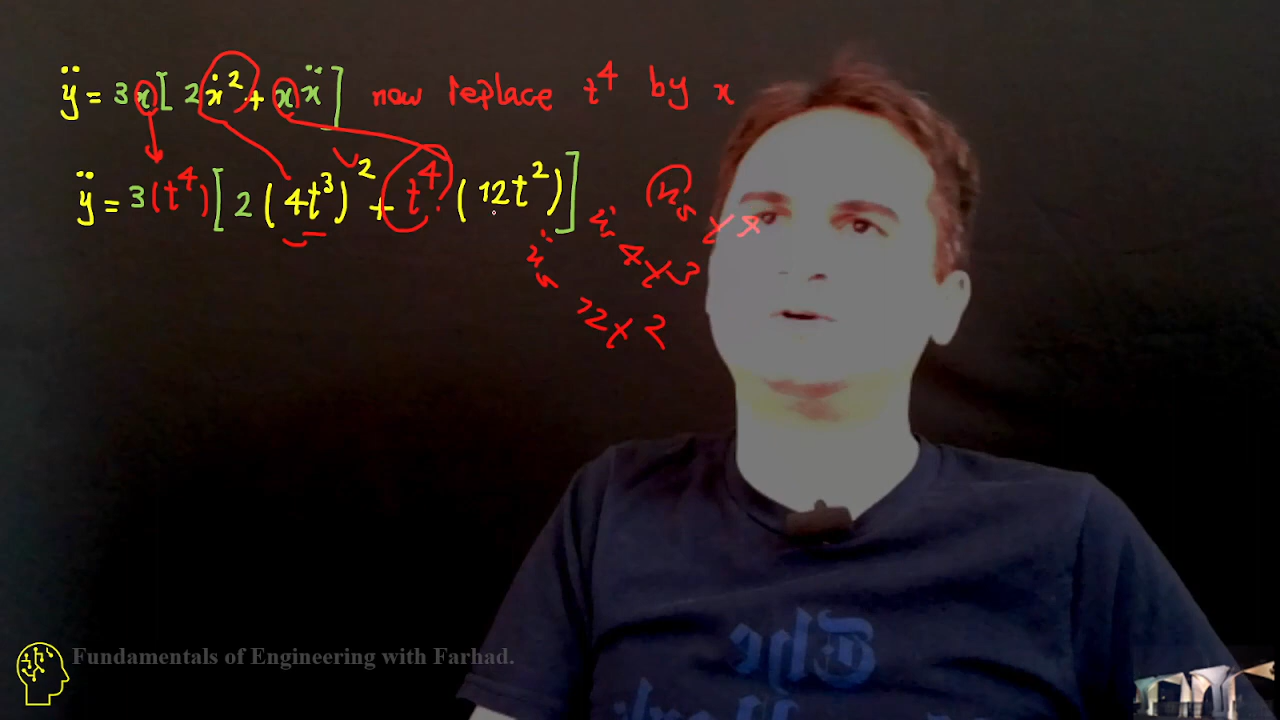 ÿ = 3x[2ẋ² + xẍ] now replace t⁴ by x
ÿ = 3(t⁴)[2(4t³)² + t⁴(12t²)]
ẋ
4×3
12×2
Fundamentals of Engineering with Farhad.
The